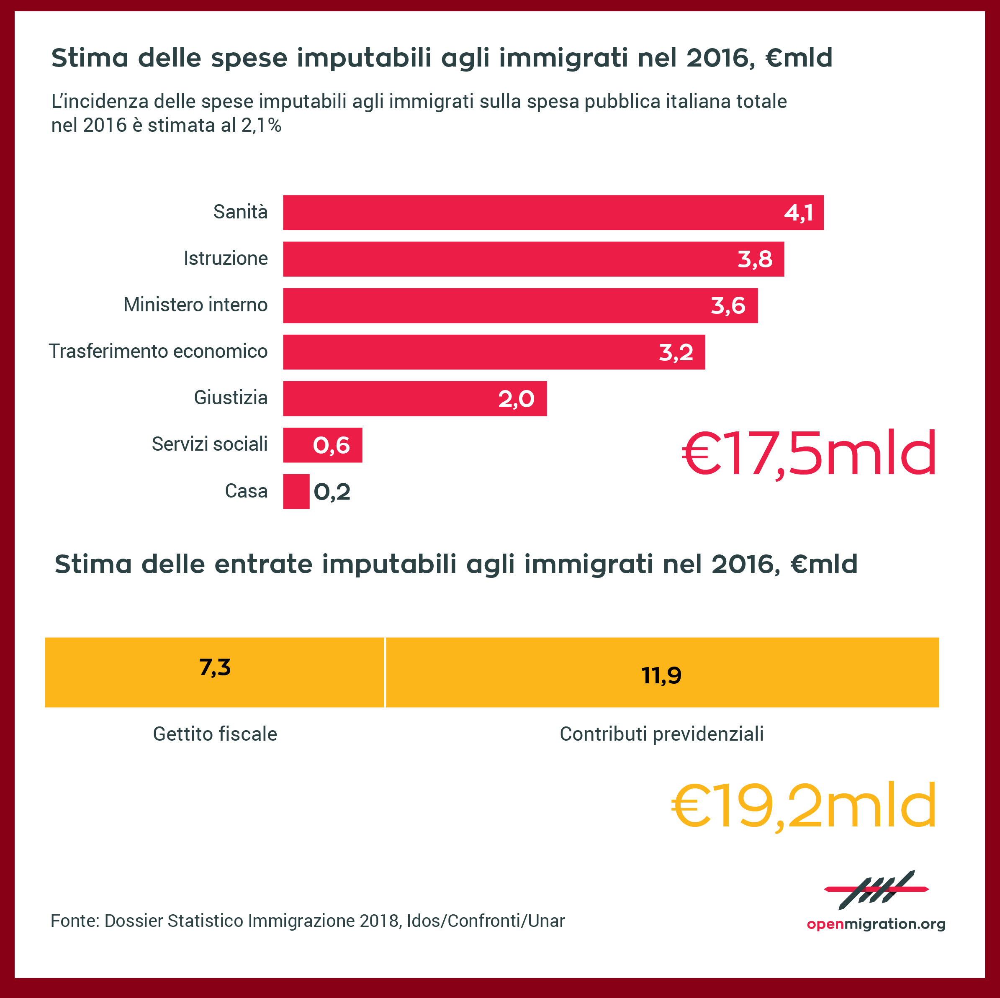 Stima delle spese imputabili agli immigrati nel 2016, €mld
L’incidenza delle spese imputabili agli immigrati sulla spesa pubblica italiana totale
nel 2016 è stimata al 2,1%
Sanità 4,1
Istruzione 3,8
Ministero interno 3,6
Trasferimento economico 3,2
Giustizia 2,0
Servizi sociali 0,6
€17,5mld
Casa 0,2
Stima delle entrate imputabili agli immigrati nel 2016, €mld
7,3 11,9
Gettito fiscale Contributi previdenziali
€19,2mld
Fonte: Dossier Statistico Immigrazione 2018, Idos/Confronti/Unar
openmigration.org